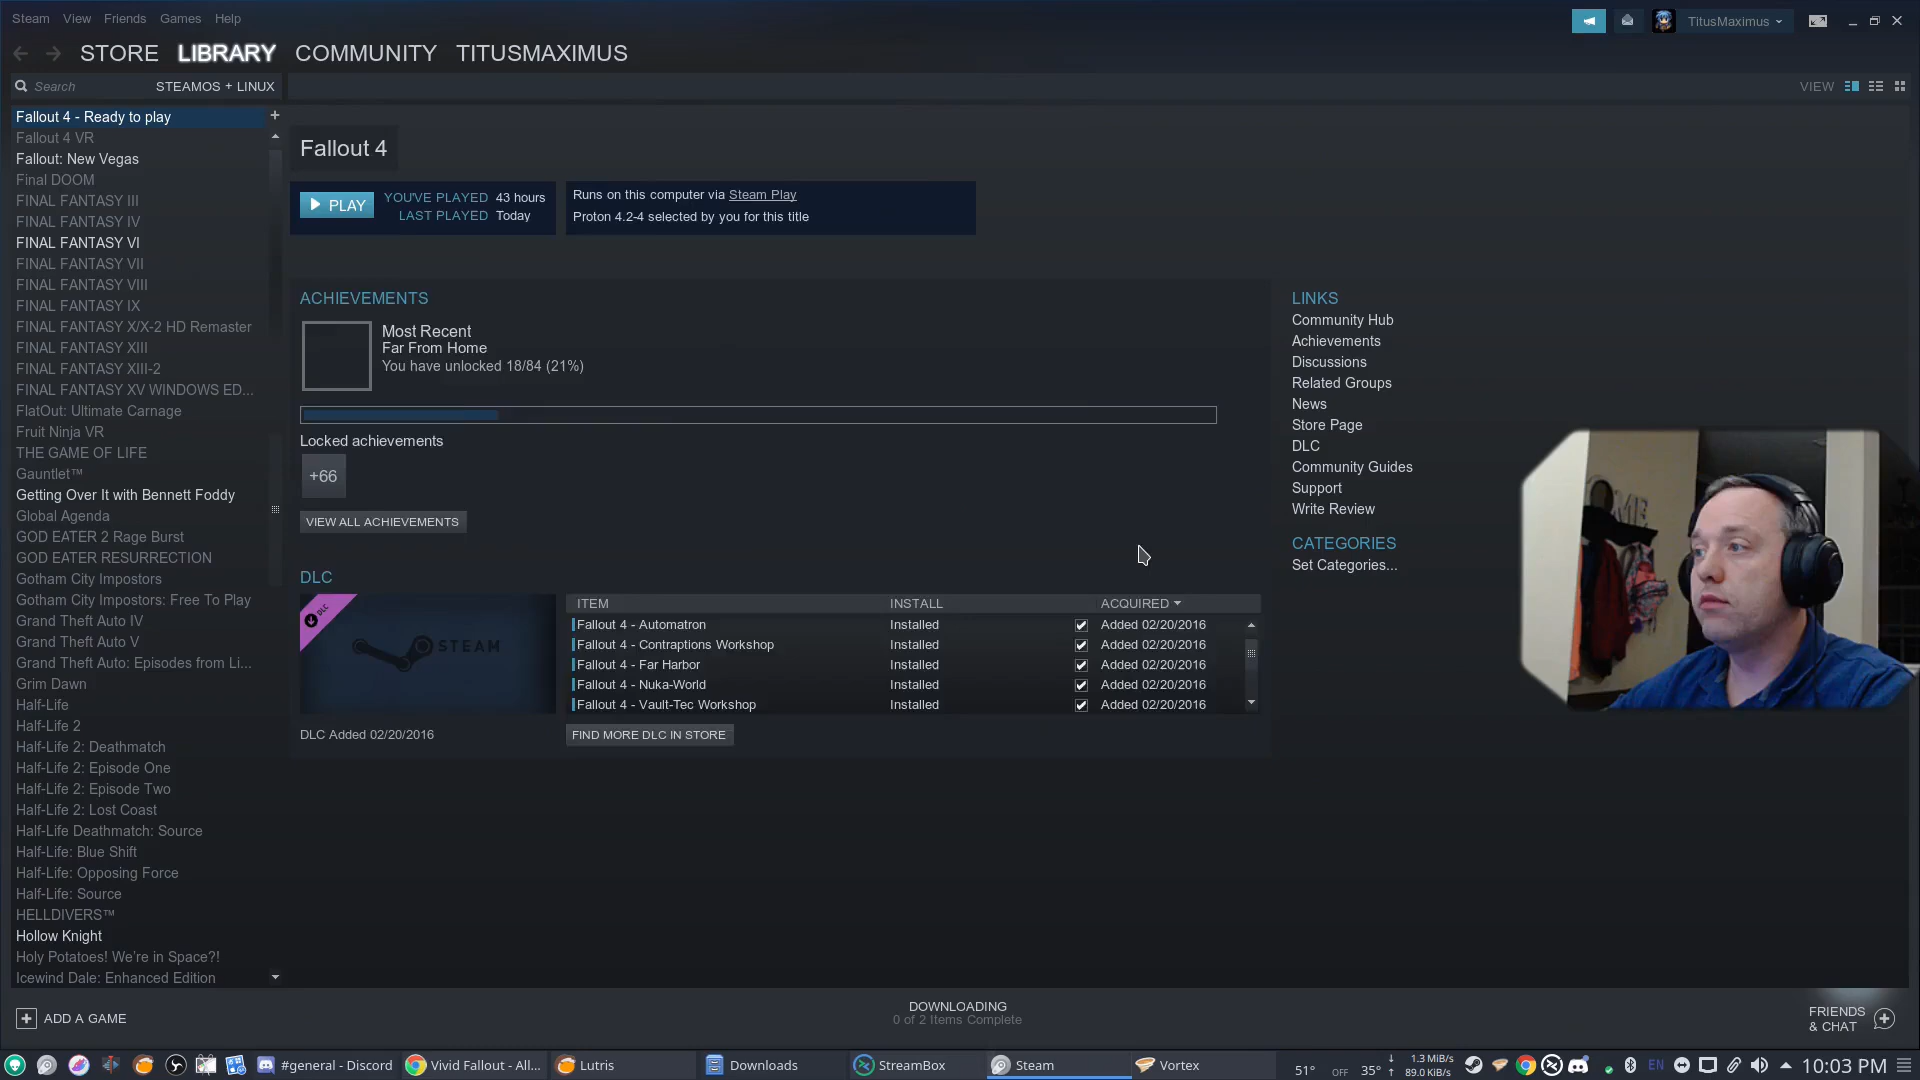 Steam View Friends Games Help
TitusMaximus
STORE LIBRARY COMMUNITY TITUSMAXIMUS
Search STEAMOS + LINUX
VIEW
Fallout 4 - Ready to play
Fallout 4 VR
Fallout: New Vegas
Final DOOM
FINAL FANTASY III
FINAL FANTASY IV
FINAL FANTASY VI
FINAL FANTASY VII
FINAL FANTASY VIII
FINAL FANTASY IX
FINAL FANTASY X/X-2 HD Remaster
FINAL FANTASY XIII
FINAL FANTASY XIII-2
FINAL FANTASY XV WINDOWS ED...
FlatOut: Ultimate Carnage
Fruit Ninja VR
THE GAME OF LIFE
Gauntlet™
Getting Over It with Bennett Foddy
Global Agenda
GOD EATER 2 Rage Burst
GOD EATER RESURRECTION
Gotham City Impostors
Gotham City Impostors: Free To Play
Grand Theft Auto IV
Grand Theft Auto V
Grand Theft Auto: Episodes from Li...
Grim Dawn
Half-Life
Half-Life 2
Half-Life 2: Deathmatch
Half-Life 2: Episode One
Half-Life 2: Episode Two
Half-Life 2: Lost Coast
Half-Life Deathmatch: Source
Half-Life: Blue Shift
Half-Life: Opposing Force
Half-Life: Source
HELLDIVERS™
Hollow Knight
Holy Potatoes! We're in Space?!
Icewind Dale: Enhanced Edition
Fallout 4
PLAY
YOU'VE PLAYED 43 hours
LAST PLAYED Today
Runs on this computer via Steam Play
Proton 4.2-4 selected by you for this title
ACHIEVEMENTS
Most Recent
Far From Home
You have unlocked 18/84 (21%)
Locked achievements
+66
VIEW ALL ACHIEVEMENTS
DLC
DLC
STEAM
DLC Added 02/20/2016
ITEM INSTALL ACQUIRED
Fallout 4 - Automatron Installed Added 02/20/2016
Fallout 4 - Contraptions Workshop Installed Added 02/20/2016
Fallout 4 - Far Harbor Installed Added 02/20/2016
Fallout 4 - Nuka-World Installed Added 02/20/2016
Fallout 4 - Vault-Tec Workshop Installed Added 02/20/2016
FIND MORE DLC IN STORE
LINKS
Community Hub
Achievements
Discussions
Related Groups
News
Store Page
DLC
Community Guides
Support
Write Review
CATEGORIES
Set Categories...
ADD A GAME
DOWNLOADING
0 of 2 Items Complete
FRIENDS
& CHAT
#general - Discord Vivid Fallout - All... Lutris Downloads StreamBox Steam Vortex
51° OFF 35°
1.3 MiB/s
89.0 KiB/s
EN
10:03 PM